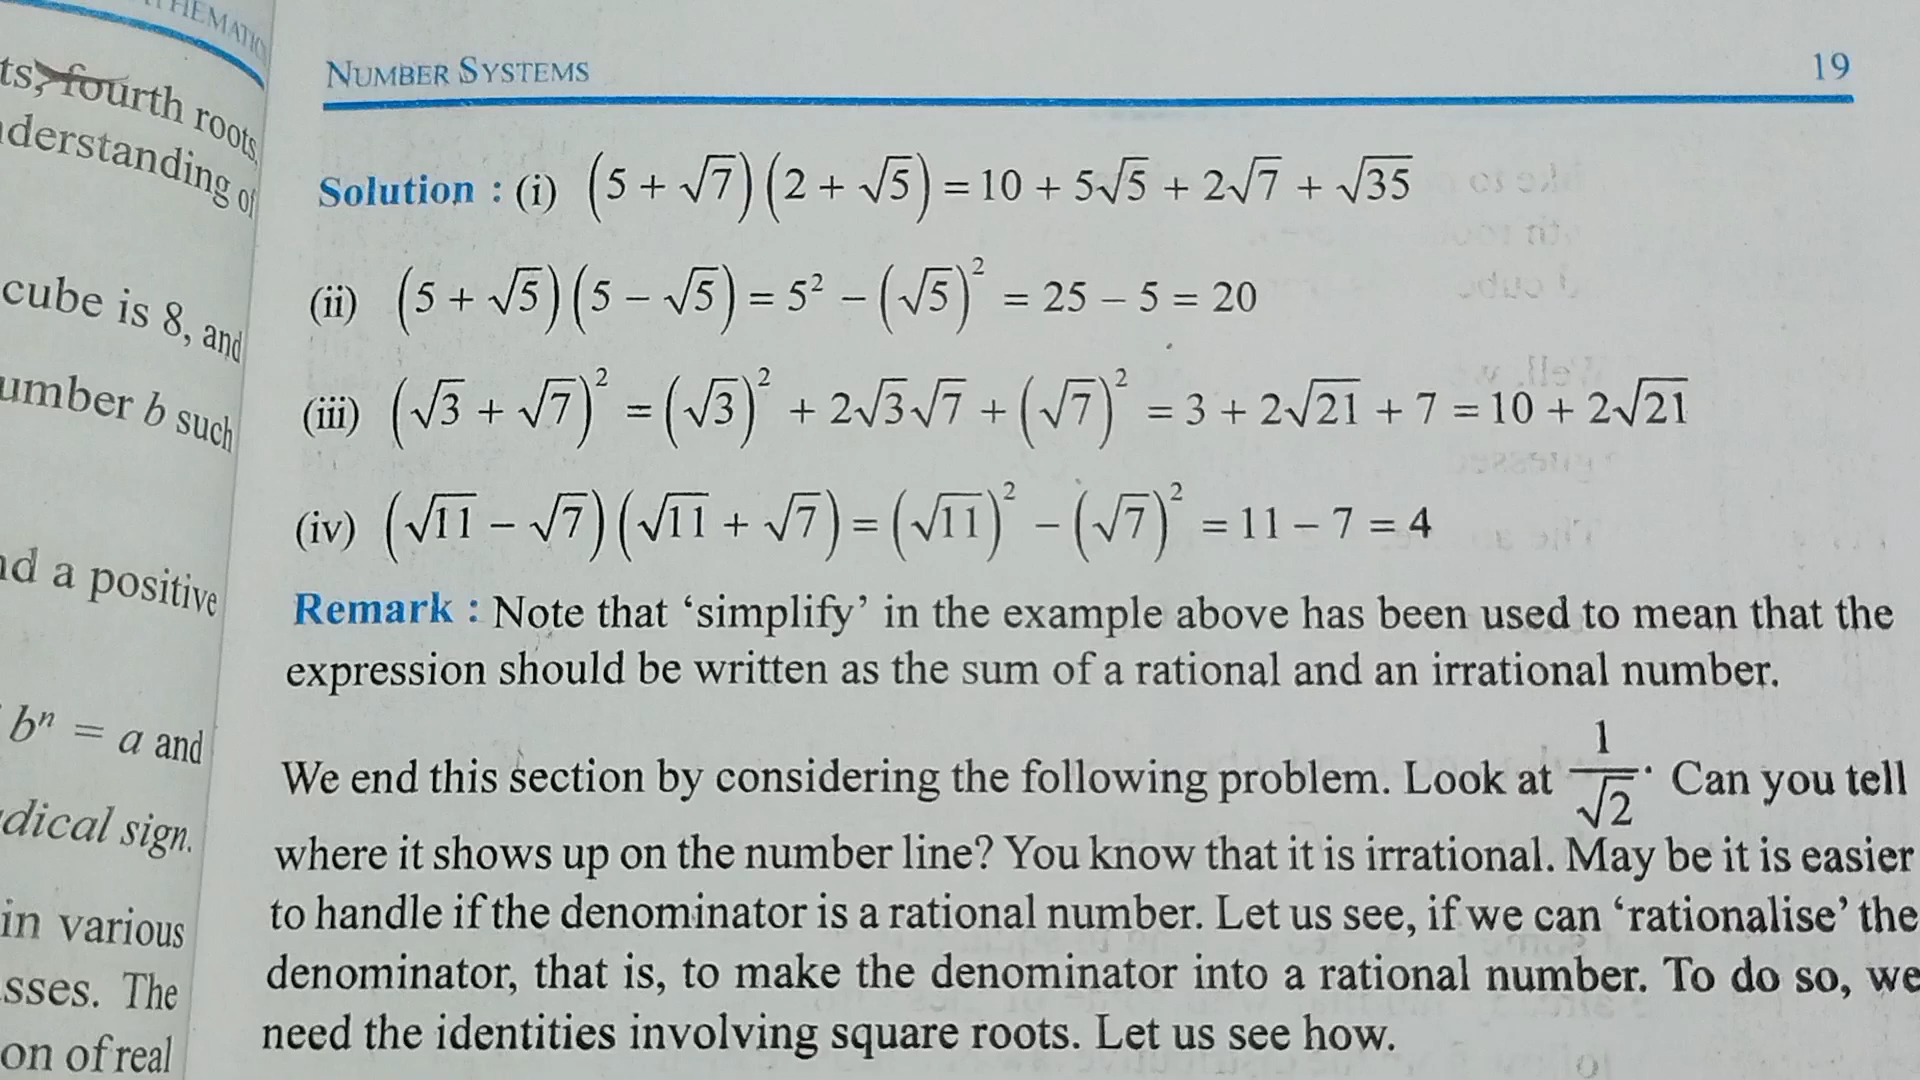 ts, fourth roots,
derstanding of
cube is 8, and
umber b such
nd a positive
bⁿ = a and
dical sign.
in various
sses. The
on of real
NUMBER SYSTEMS 19
Solution : (i) (5 + √7)(2 + √5) = 10 + 5√5 + 2√7 + √35
(ii) (5 + √5)(5 – √5) = 5² – (√5)² = 25 – 5 = 20
(iii) (√3 + √7)² = (√3)² + 2√3√7 + (√7)² = 3 + 2√21 + 7 = 10 + 2√21
(iv) (√11 – √7)(√11 + √7) = (√11)² – (√7)² = 11 – 7 = 4
Remark : Note that ‘simplify’ in the example above has been used to mean that the
expression should be written as the sum of a rational and an irrational number.
We end this section by considering the following problem. Look at 1/√2. Can you tell
where it shows up on the number line? You know that it is irrational. May be it is easier
to handle if the denominator is a rational number. Let us see, if we can ‘rationalise’ the
denominator, that is, to make the denominator into a rational number. To do so, we
need the identities involving square roots. Let us see how.